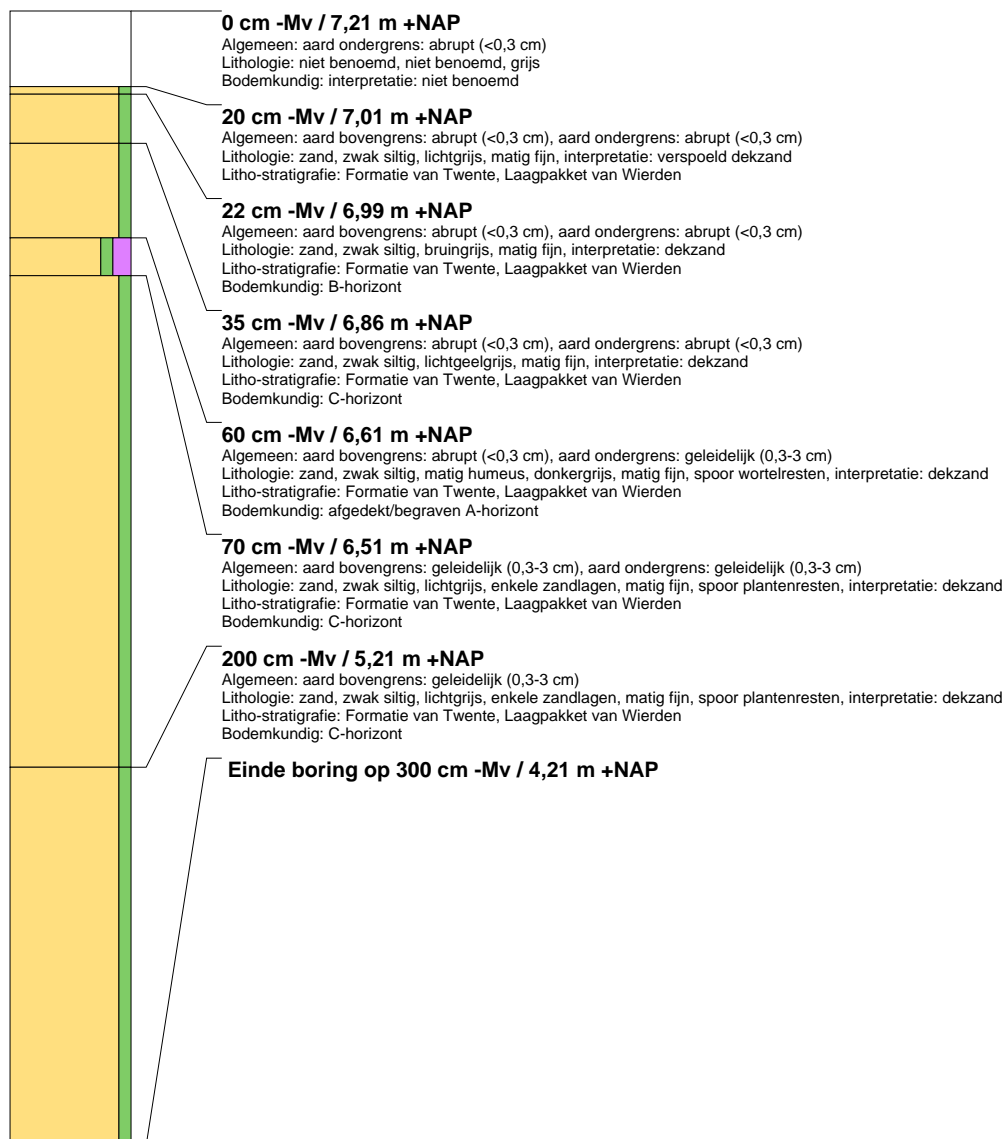 0 cm -Mv / 7,21 m +NAP
Algemeen: aard ondergrens: abrupt (<0,3 cm)
Lithologie: niet benoemd, niet benoemd, grijs
Bodemkundig: interpretatie: niet benoemd
20 cm -Mv / 7,01 m +NAP
Algemeen: aard bovengrens: abrupt (<0,3 cm), aard ondergrens: abrupt (<0,3 cm)
Lithologie: zand, zwak siltig, lichtgrijs, matig fijn, interpretatie: verspoeld dekzand
Litho-stratigrafie: Formatie van Twente, Laagpakket van Wierden
22 cm -Mv / 6,99 m +NAP
Algemeen: aard bovengrens: abrupt (<0,3 cm), aard ondergrens: abrupt (<0,3 cm)
Lithologie: zand, zwak siltig, bruingrijs, matig fijn, interpretatie: dekzand
Litho-stratigrafie: Formatie van Twente, Laagpakket van Wierden
Bodemkundig: B-horizont
35 cm -Mv / 6,86 m +NAP
Algemeen: aard bovengrens: abrupt (<0,3 cm), aard ondergrens: abrupt (<0,3 cm)
Lithologie: zand, zwak siltig, lichtgeelgrijs, matig fijn, interpretatie: dekzand
Litho-stratigrafie: Formatie van Twente, Laagpakket van Wierden
Bodemkundig: C-horizont
60 cm -Mv / 6,61 m +NAP
Algemeen: aard bovengrens: abrupt (<0,3 cm), aard ondergrens: geleidelijk (0,3-3 cm)
Lithologie: zand, zwak siltig, matig humeus, donkergrijs, matig fijn, spoor wortelresten, interpretatie: dekzand
Litho-stratigrafie: Formatie van Twente, Laagpakket van Wierden
Bodemkundig: afgedekt/begraven A-horizont
70 cm -Mv / 6,51 m +NAP
Algemeen: aard bovengrens: geleidelijk (0,3-3 cm), aard ondergrens: geleidelijk (0,3-3 cm)
Lithologie: zand, zwak siltig, lichtgrijs, enkele zandlagen, matig fijn, spoor plantenresten, interpretatie: dekzand
Litho-stratigrafie: Formatie van Twente, Laagpakket van Wierden
Bodemkundig: C-horizont
200 cm -Mv / 5,21 m +NAP
Algemeen: aard bovengrens: geleidelijk (0,3-3 cm)
Lithologie: zand, zwak siltig, lichtgrijs, enkele zandlagen, matig fijn, spoor plantenresten, interpretatie: dekzand
Litho-stratigrafie: Formatie van Twente, Laagpakket van Wierden
Bodemkundig: C-horizont
Einde boring op 300 cm -Mv / 4,21 m +NAP